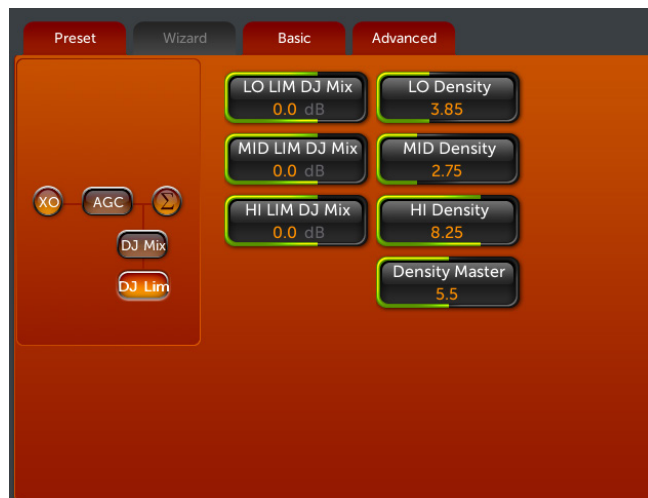 Preset Wizard Basic Advanced
LO LIM DJ Mix
0.0 dB
LO Density
3.85
MID LIM DJ Mix
0.0 dB
MID Density
2.75
XO AGC Σ
HI LIM DJ Mix
0.0 dB
HI Density
8.25
DJ Mix
DJ Lim
Density Master
5.5